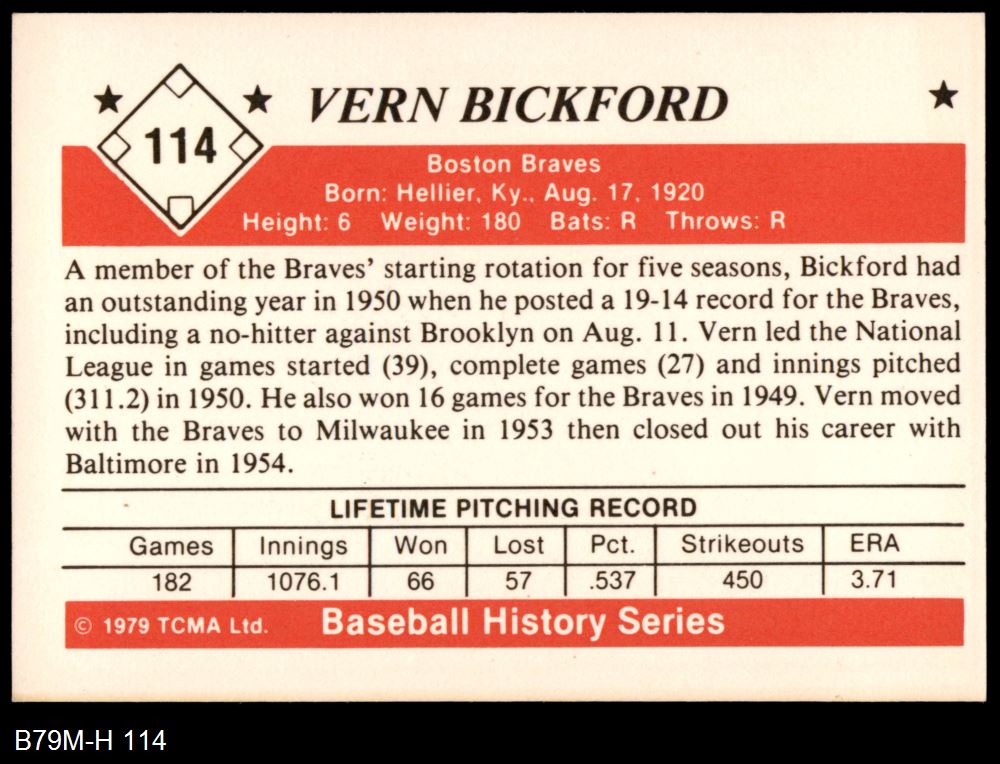 114
VERN BICKFORD
Boston Braves
Born: Hellier, Ky., Aug. 17, 1920
Height: 6 Weight: 180 Bats: R Throws: R
A member of the Braves' starting rotation for five seasons, Bickford had
an outstanding year in 1950 when he posted a 19-14 record for the Braves,
including a no-hitter against Brooklyn on Aug. 11. Vern led the National
League in games started (39), complete games (27) and innings pitched
(311.2) in 1950. He also won 16 games for the Braves in 1949. Vern moved
with the Braves to Milwaukee in 1953 then closed out his career with
Baltimore in 1954.
LIFETIME PITCHING RECORD
Games Innings Won Lost Pct. Strikeouts ERA
182 1076.1 66 57 .537 450 3.71
© 1979 TCMA Ltd. Baseball History Series
B79M-H 114